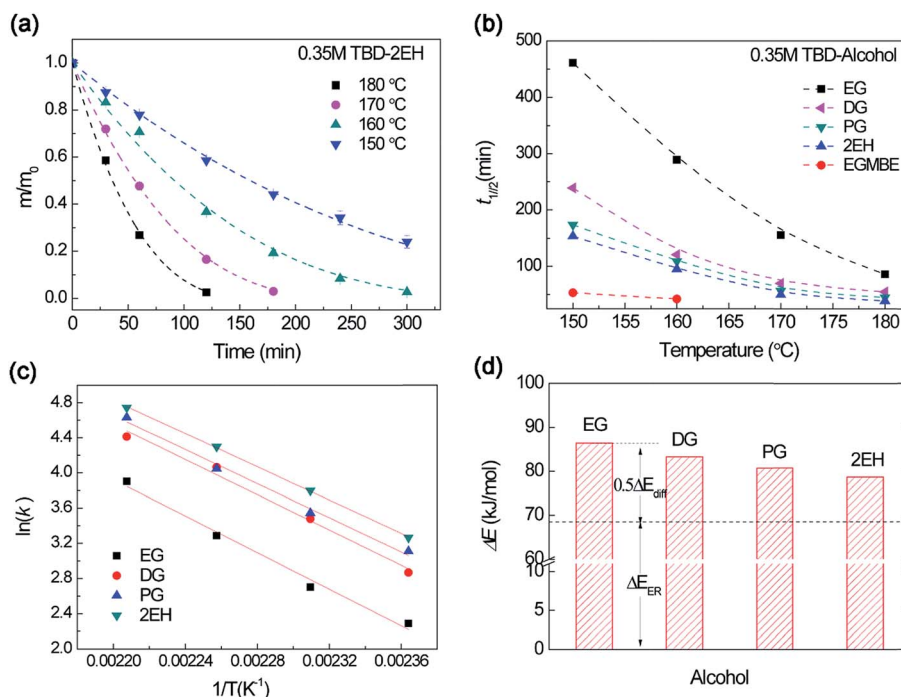 (a)
0.35M TBD-2EH
180 °C
170 °C
160 °C
150 °C
1.0
0.8
0.6
0.4
0.2
0.0
m/m0
0 50 100 150 200 250 300
Time (min)
(b)
0.35M TBD-Alcohol
EG
DG
PG
2EH
EGMBE
500
400
300
200
100
t1/2(min)
150 155 160 165 170 175 180
Temperature (°C)
(c)
4.8
4.4
4.0
3.6
3.2
2.8
2.4
2.0
ln(k)
EG
DG
PG
2EH
0.00220 0.00224 0.00228 0.00232 0.00236
1/T(K-1)
(d)
100
90
80
70
60
10
5
0
ΔE (kJ/mol)
EG
DG
PG
2EH
0.5ΔEdiff
ΔEER
Alcohol